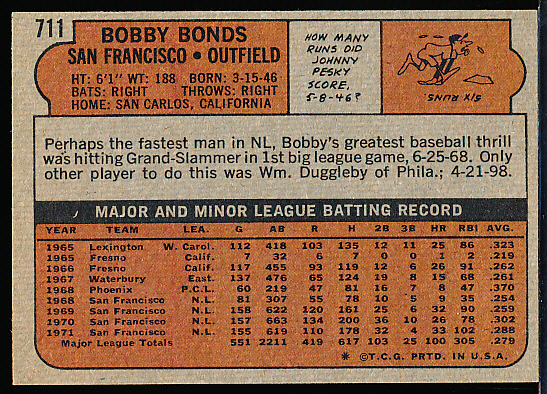 711
BOBBY BONDS
SAN FRANCISCO • OUTFIELD
HT: 6'1" WT: 188 BORN: 3-15-46
BATS: RIGHT THROWS: RIGHT
HOME: SAN CARLOS, CALIFORNIA
HOW MANY
RUNS DID
JOHNNY
PESKY
SCORE,
5-8-46?
SIX RUNS
Perhaps the fastest man in NL, Bobby's greatest baseball thrill
was hitting Grand-Slammer in 1st big league game, 6-25-68. Only
other player to do this was Wm. Duggleby of Phila.; 4-21-98.
MAJOR AND MINOR LEAGUE BATTING RECORD
YEAR TEAM LEA. G AB R H 2B 3B HR RBI AVG.
1965 Lexington W. Carol. 112 418 103 135 12 11 25 86 .323
1965 Fresno Calif. 7 32 6 7 0 0 1 2 .219
1966 Fresno Calif. 117 455 93 119 12 6 26 91 .262
1967 Waterbury East. 137 476 65 124 19 8 15 68 .261
1968 Phoenix P.C.L. 60 219 47 81 16 7 8 47 .370
1968 San Francisco N.L. 81 307 55 78 10 5 9 35 .254
1969 San Francisco N.L. 158 622 120 161 25 6 32 90 .259
1970 San Francisco N.L. 157 663 134 200 36 10 26 78 .302
1971 San Francisco N.L. 155 619 110 178 32 4 33 102 .288
Major League Totals 551 2211 419 617 103 25 100 305 .279
* ©T.C.G. PRTD. IN U.S.A.